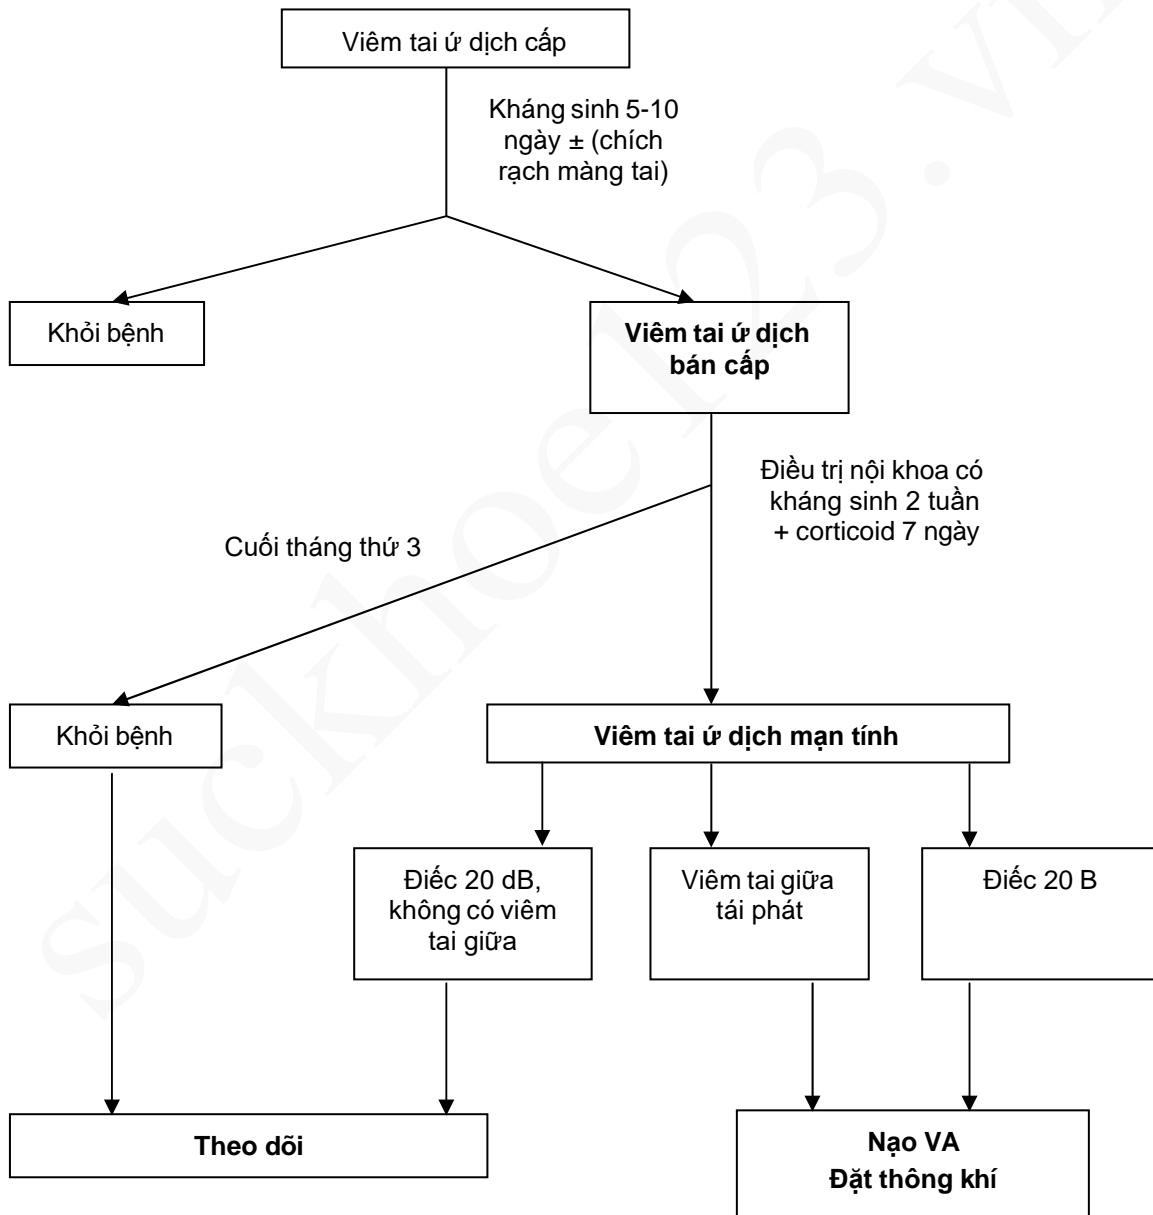 Viêm tai ứ dịch cấp
Kháng sinh 5-10
ngày ± (chích
rạch màng tai)
Khỏi bệnh
Viêm tai ứ dịch
bán cấp
Điều trị nội khoa có
kháng sinh 2 tuần
+ corticoid 7 ngày
Cuối tháng thứ 3
Khỏi bệnh
Viêm tai ứ dịch mạn tính
Điếc 20 dB,
không có viêm
tai giữa
Viêm tai giữa
tái phát
Điếc 20 B
Theo dõi
Nạo VA
Đặt thông khí
suckhoe123.vn